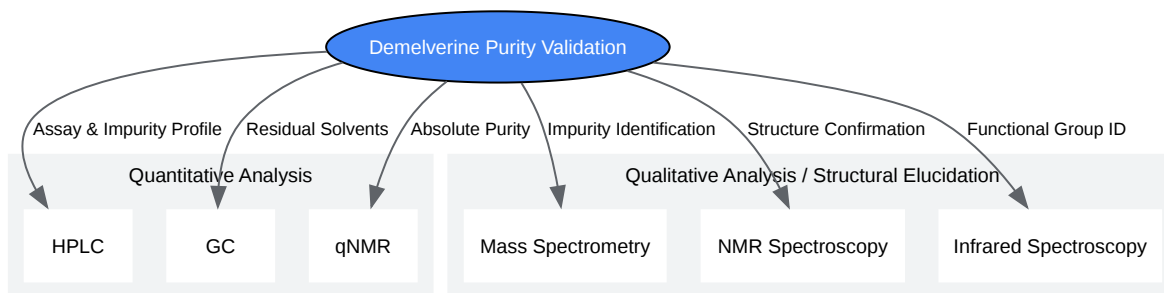 Demelverine Purity Validation
Assay & Impurity Profile
Residual Solvents
Absolute Purity
Impurity Identification
Structure Confirmation
Functional Group ID
Quantitative Analysis
Qualitative Analysis / Structural Elucidation
HPLC
GC
qNMR
Mass Spectrometry
NMR Spectroscopy
Infrared Spectroscopy